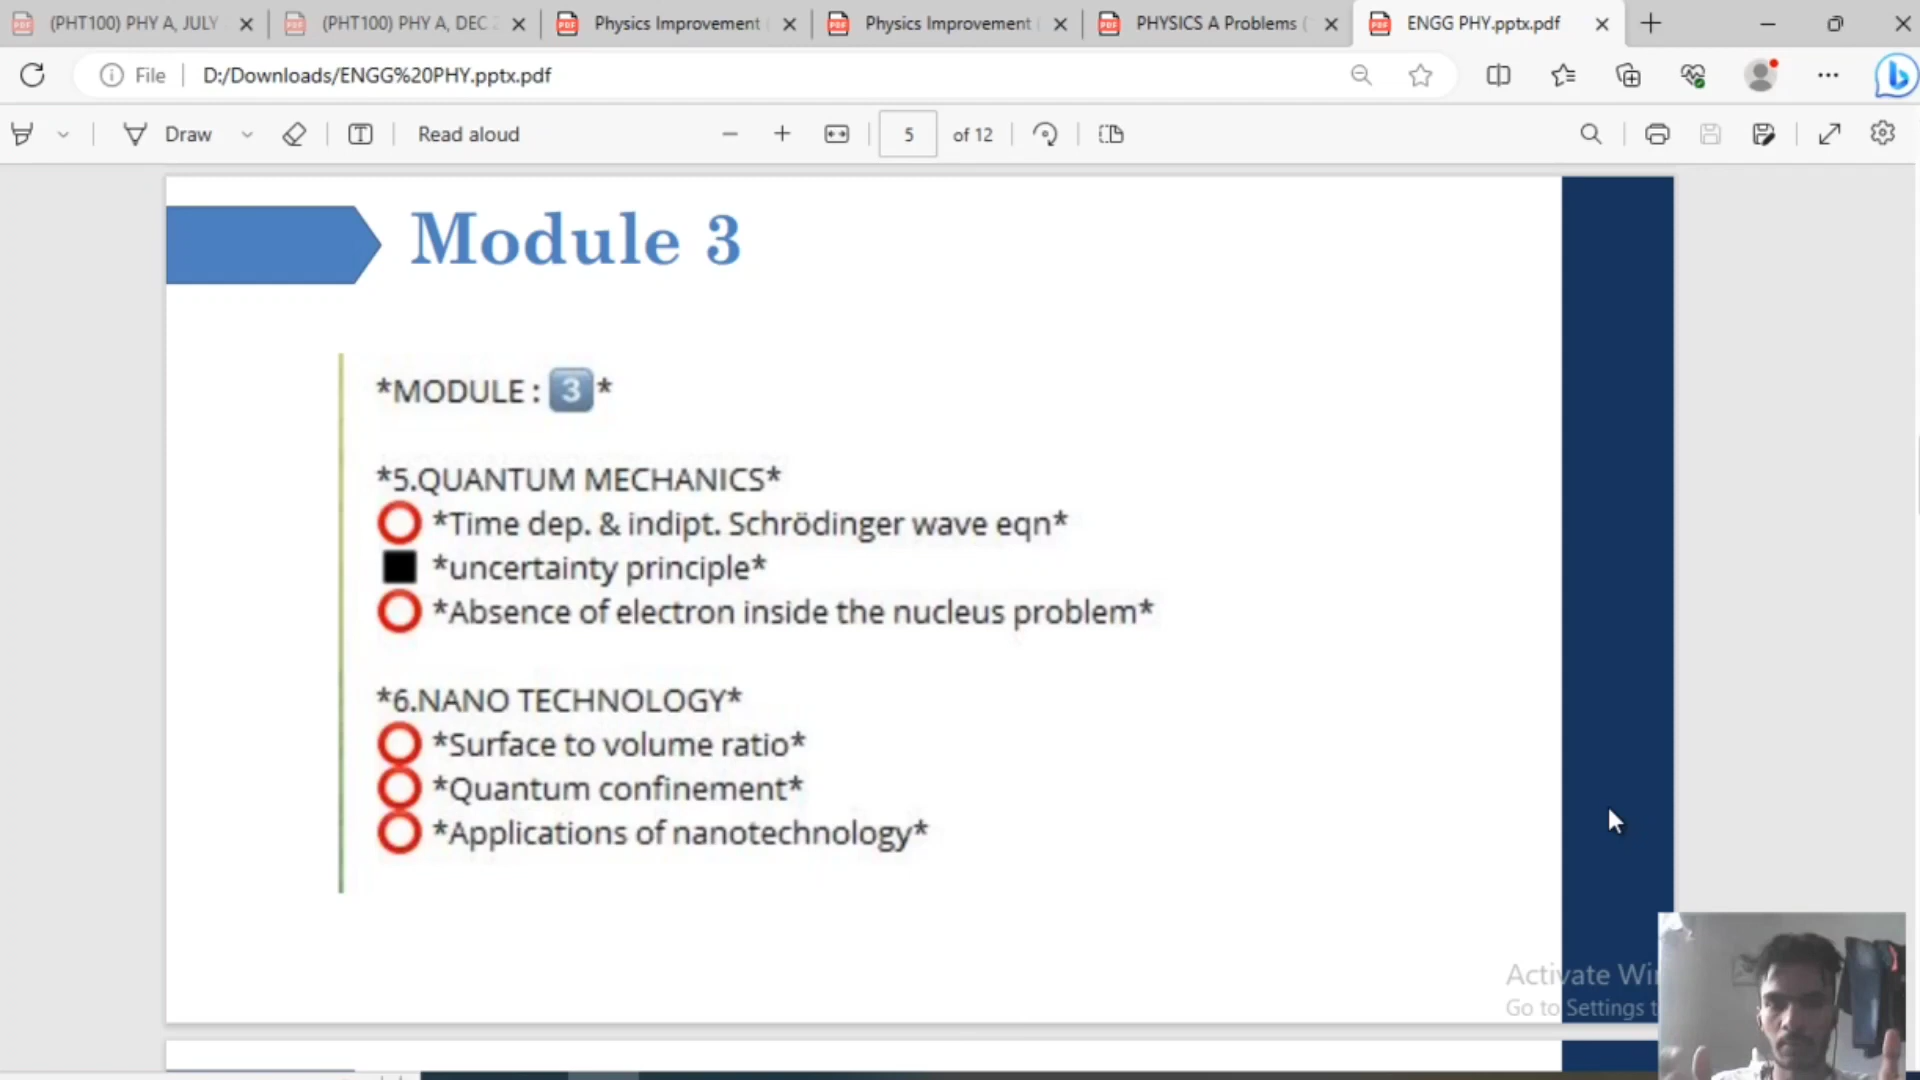 (PHT100) PHY A, JULY
(PHT100) PHY A, DEC
Physics Improvement
Physics Improvement
PHYSICS A Problems (
ENGG PHY.pptx.pdf
File
D:/Downloads/ENGG%20PHY.pptx.pdf
Draw
Read aloud
5
of 12
Module 3
*MODULE : 3*
*5.QUANTUM MECHANICS*
*Time dep. & indipt. Schrödinger wave eqn*
*uncertainty principle*
*Absence of electron inside the nucleus problem*
*6.NANO TECHNOLOGY*
*Surface to volume ratio*
*Quantum confinement*
*Applications of nanotechnology*
Activate Wi
Go to Settings t